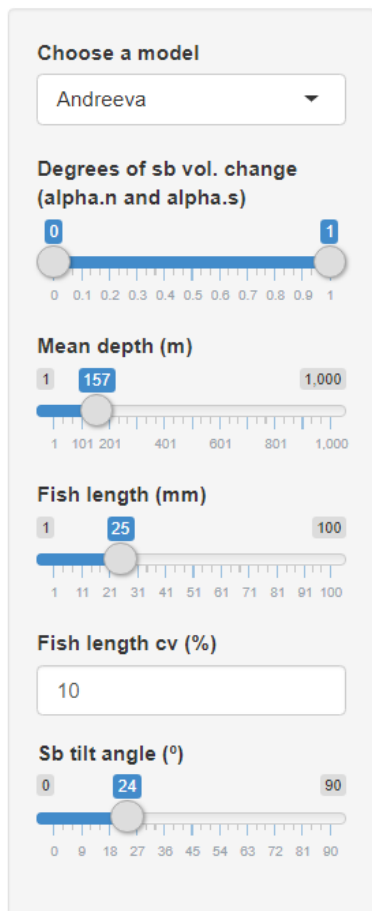 Choose a model
Andreeva
Degrees of sb vol. change
(alpha.n and alpha.s)
0 1
0 0.1 0.2 0.3 0.4 0.5 0.6 0.7 0.8 0.9 1
Mean depth (m)
1 157 1,000
1 101 201 401 601 801 1,000
Fish length (mm)
1 25 100
1 11 21 31 41 51 61 71 81 91 100
Fish length cv (%)
10
Sb tilt angle (º)
0 24 90
0 9 18 27 36 45 54 63 72 81 90